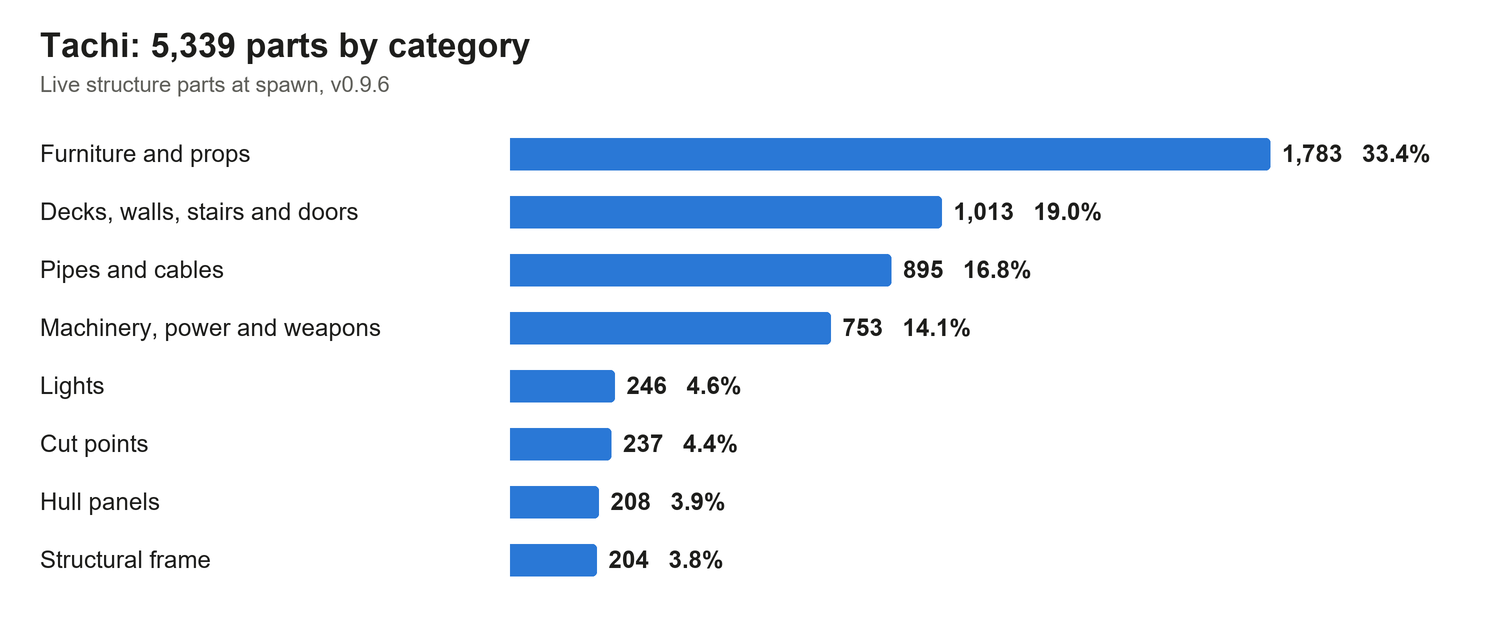 Tachi: 5,339 parts by category
Live structure parts at spawn, v0.9.6
Furniture and props 1,783 33.4%
Decks, walls, stairs and doors 1,013 19.0%
Pipes and cables 895 16.8%
Machinery, power and weapons 753 14.1%
Lights 246 4.6%
Cut points 237 4.4%
Hull panels 208 3.9%
Structural frame 204 3.8%